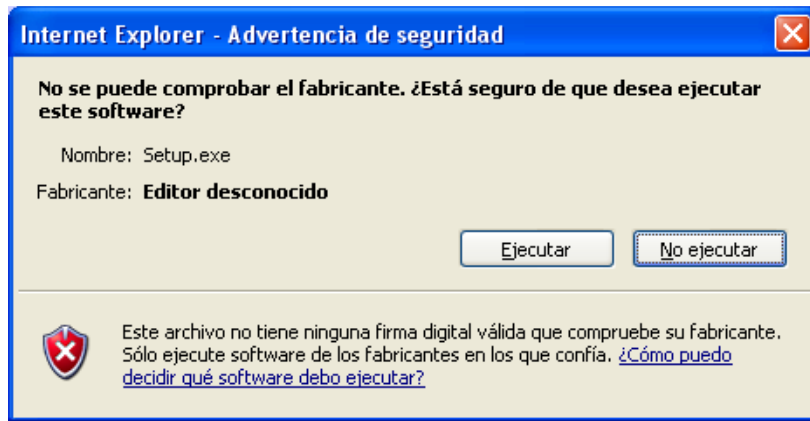 Internet Explorer - Advertencia de seguridad
No se puede comprobar el fabricante. ¿Está seguro de que desea ejecutar
este software?
Nombre: Setup.exe
Fabricante: Editor desconocido
Ejecutar No ejecutar
Este archivo no tiene ninguna firma digital válida que compruebe su fabricante.
Sólo ejecute software de los fabricantes en los que confía. ¿Cómo puedo
decidir qué software debo ejecutar?